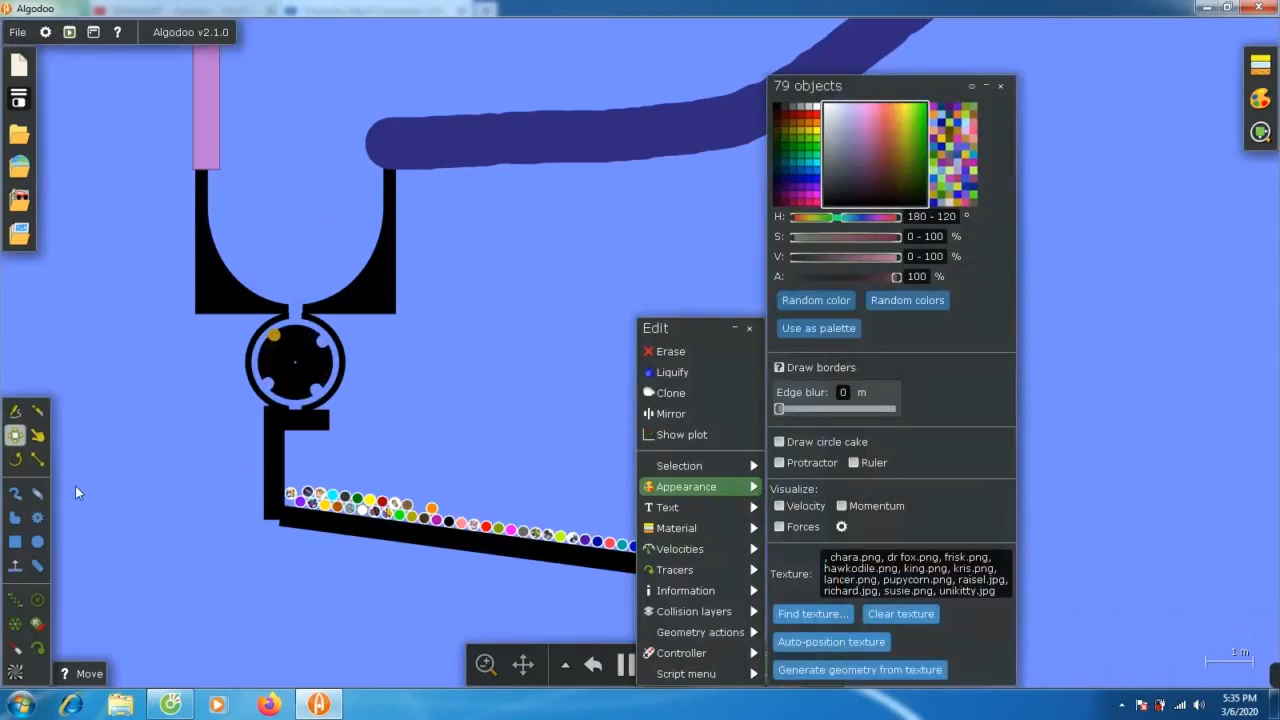 Algodoo
File
?
Algodoo v2.1.0
79 objects
H:
180 - 120
°
S:
0 - 100
%
V:
0 - 100
%
A:
100
%
Random color
Random colors
Use as palette
? Draw borders
Edge blur:
0
m
Draw circle cake
Protractor
Ruler
Visualize:
Velocity
Momentum
Forces
Texture:
, chara.png, dr fox.png, frisk.png,
hawkodile.png, king.png, kris.png,
lancer.png, pupycorn.png, raisel.jpg,
richard.jpg, susie.png, unikitty.jpg
Find texture...
Clear texture
Auto-position texture
Generate geometry from texture
Edit
Erase
Liquify
Clone
Mirror
Show plot
Selection
Appearance
Text
Material
Velocities
Tracers
Information
Collision layers
Geometry actions
Controller
Script menu
? Move
1 m
5:35 PM
3/6/2020